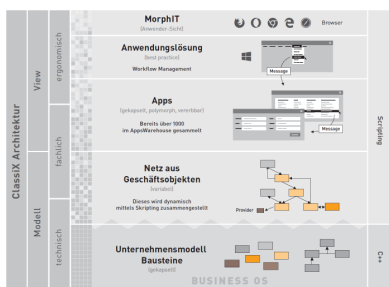 MorphIT
(Anwender-Sicht)
Browser
Anwendungslösung
(best practice)
Workflow Management
Message
Apps
(gekapselt, polymorph, vererbbar)
Bereits über 1000
im AppsWarehouse gesammelt
Message
Netz aus
Geschäftsobjekten
(variabel)
Dieses wird dynamisch
mittels Skripting zusammengestellt
Provider
Unternehmensmodell
Bausteine
(gekapselt)
BUSINESS OS
ClassiX Architektur
View
Modell
ergonomisch
fachlich
technisch
Scripting
C++